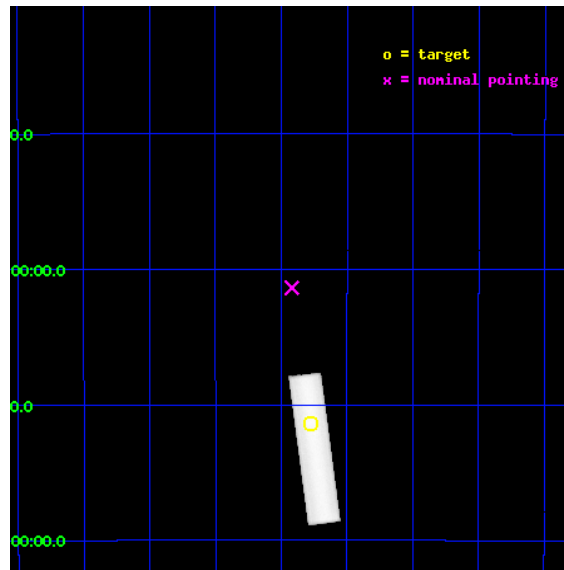 o = target
x = nominal pointing
0.0
00:00.0
0.0
00:00.0